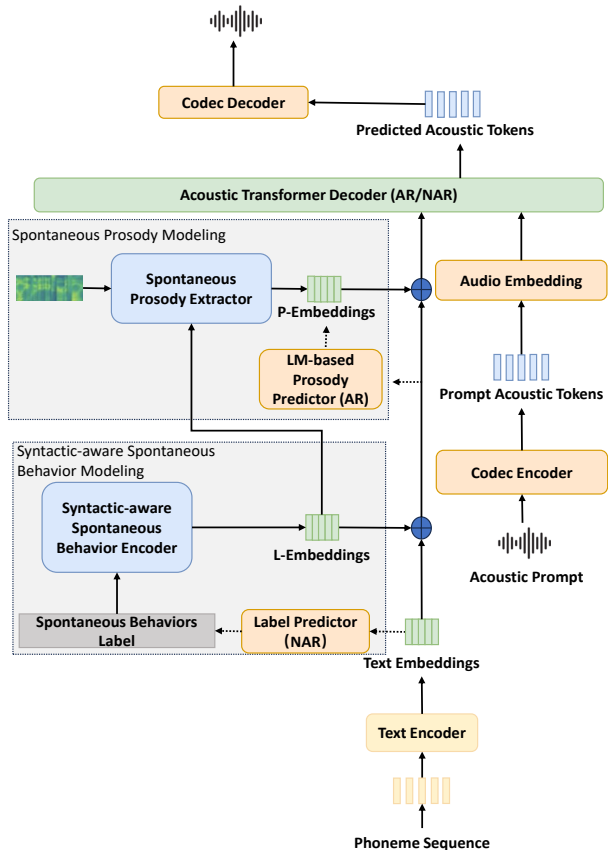 Codec Decoder
Predicted Acoustic Tokens
Acoustic Transformer Decoder (AR/NAR)
Spontaneous Prosody Modeling
Spontaneous
Prosody Extractor
P-Embeddings
Audio Embedding
LM-based
Prosody
Predictor (AR)
Prompt Acoustic Tokens
Syntactic-aware Spontaneous
Behavior Modeling
Codec Encoder
Syntactic-aware
Spontaneous
Behavior Encoder
L-Embeddings
Acoustic Prompt
Spontaneous Behaviors
Label
Label Predictor
(NAR)
Text Embeddings
Text Encoder
Phoneme Sequence